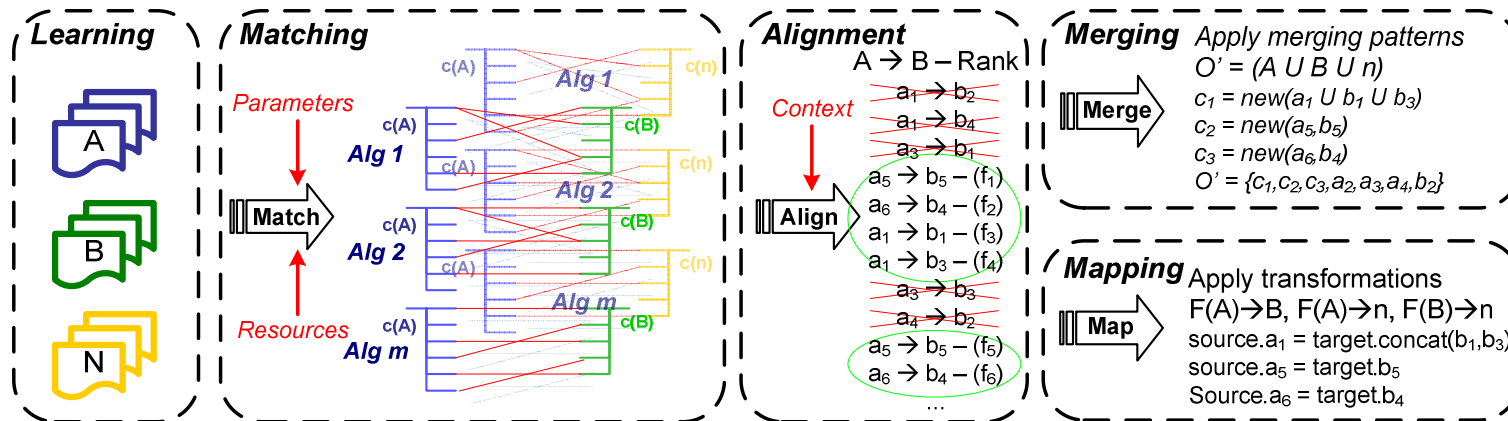 Learning
A
B
N
Matching
Parameters
Match
Resources
c(A)
Alg 1
c(n)
c(A)
Alg 1
c(B)
c(A)
Alg 2
c(n)
c(A)
Alg 2
c(B)
c(A)
Alg m
c(n)
c(A)
Alg m
c(B)
Alignment
Context
Align
A → B – Rank
a₁ → b₂
a₁ → b₄
a₃ → b₁
a₅ → b₅ – (f₁)
a₆ → b₄ – (f₂)
a₁ → b₁ – (f₃)
a₁ → b₃ – (f₄)
a₃ → b₃
a₄ → b₂
a₅ → b₅ – (f₅)
a₆ → b₄ – (f₆)
...
Merging
Merge
Apply merging patterns
O' = (A U B U n)
c₁ = new(a₁ U b₁ U b₃)
c₂ = new(a₅,b₅)
c₃ = new(a₆,b₄)
O' = {c₁,c₂,c₃,a₂,a₃,a₄,b₂}
Mapping
Map
Apply transformations
F(A)→B, F(A)→n, F(B)→n
source.a₁ = target.concat(b₁,b₃)
source.a₅ = target.b₅
Source.a₆ = target.b₄